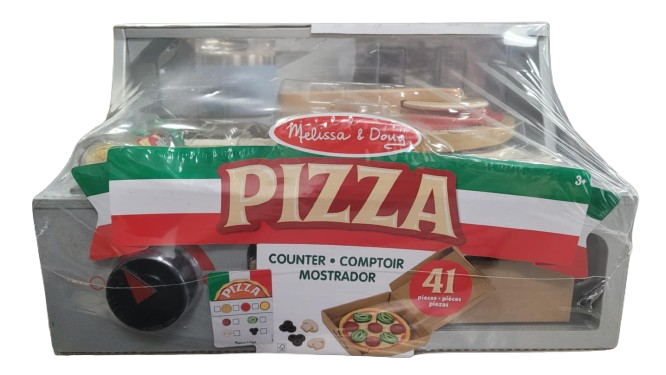 Melissa & Doug
PIZZA
3+
COUNTER • COMPTOIR
MOSTRADOR
41
pieces • pièces
piezas
PIZZA